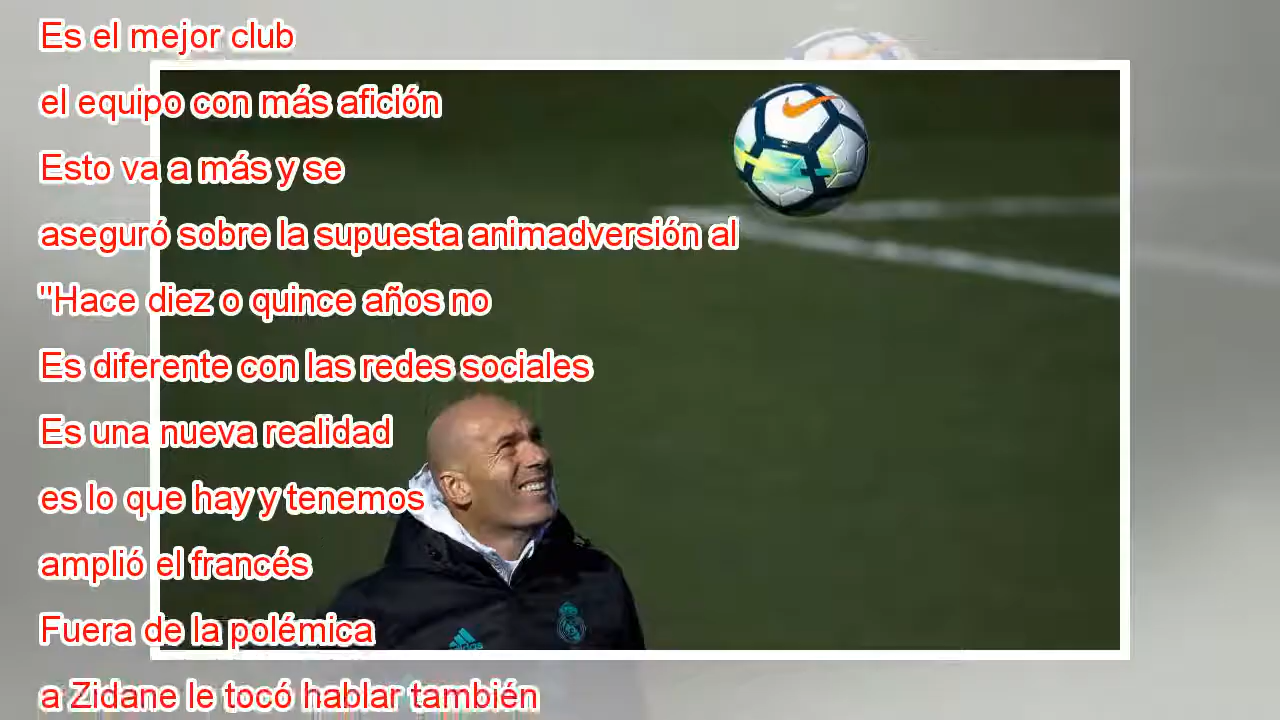 Es el mejor club
el equipo con más afición
Esto va a más y se
aseguró sobre la supuesta animadversión al
"Hace diez o quince años no
Es diferente con las redes sociales
Es una nueva realidad
es lo que hay y tenemos
amplió el francés
Fuera de la polémica
a Zidane le tocó hablar también
adidas